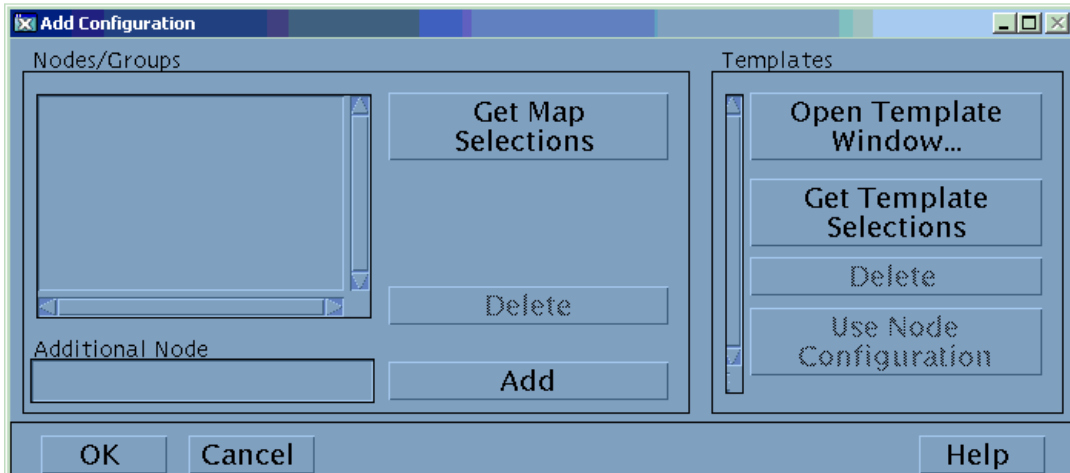 Add Configuration
Nodes/Groups
Get Map
Selections
Delete
Additional Node
Add
Templates
Open Template
Window...
Get Template
Selections
Delete
Use Node
Configuration
OK
Cancel
Help